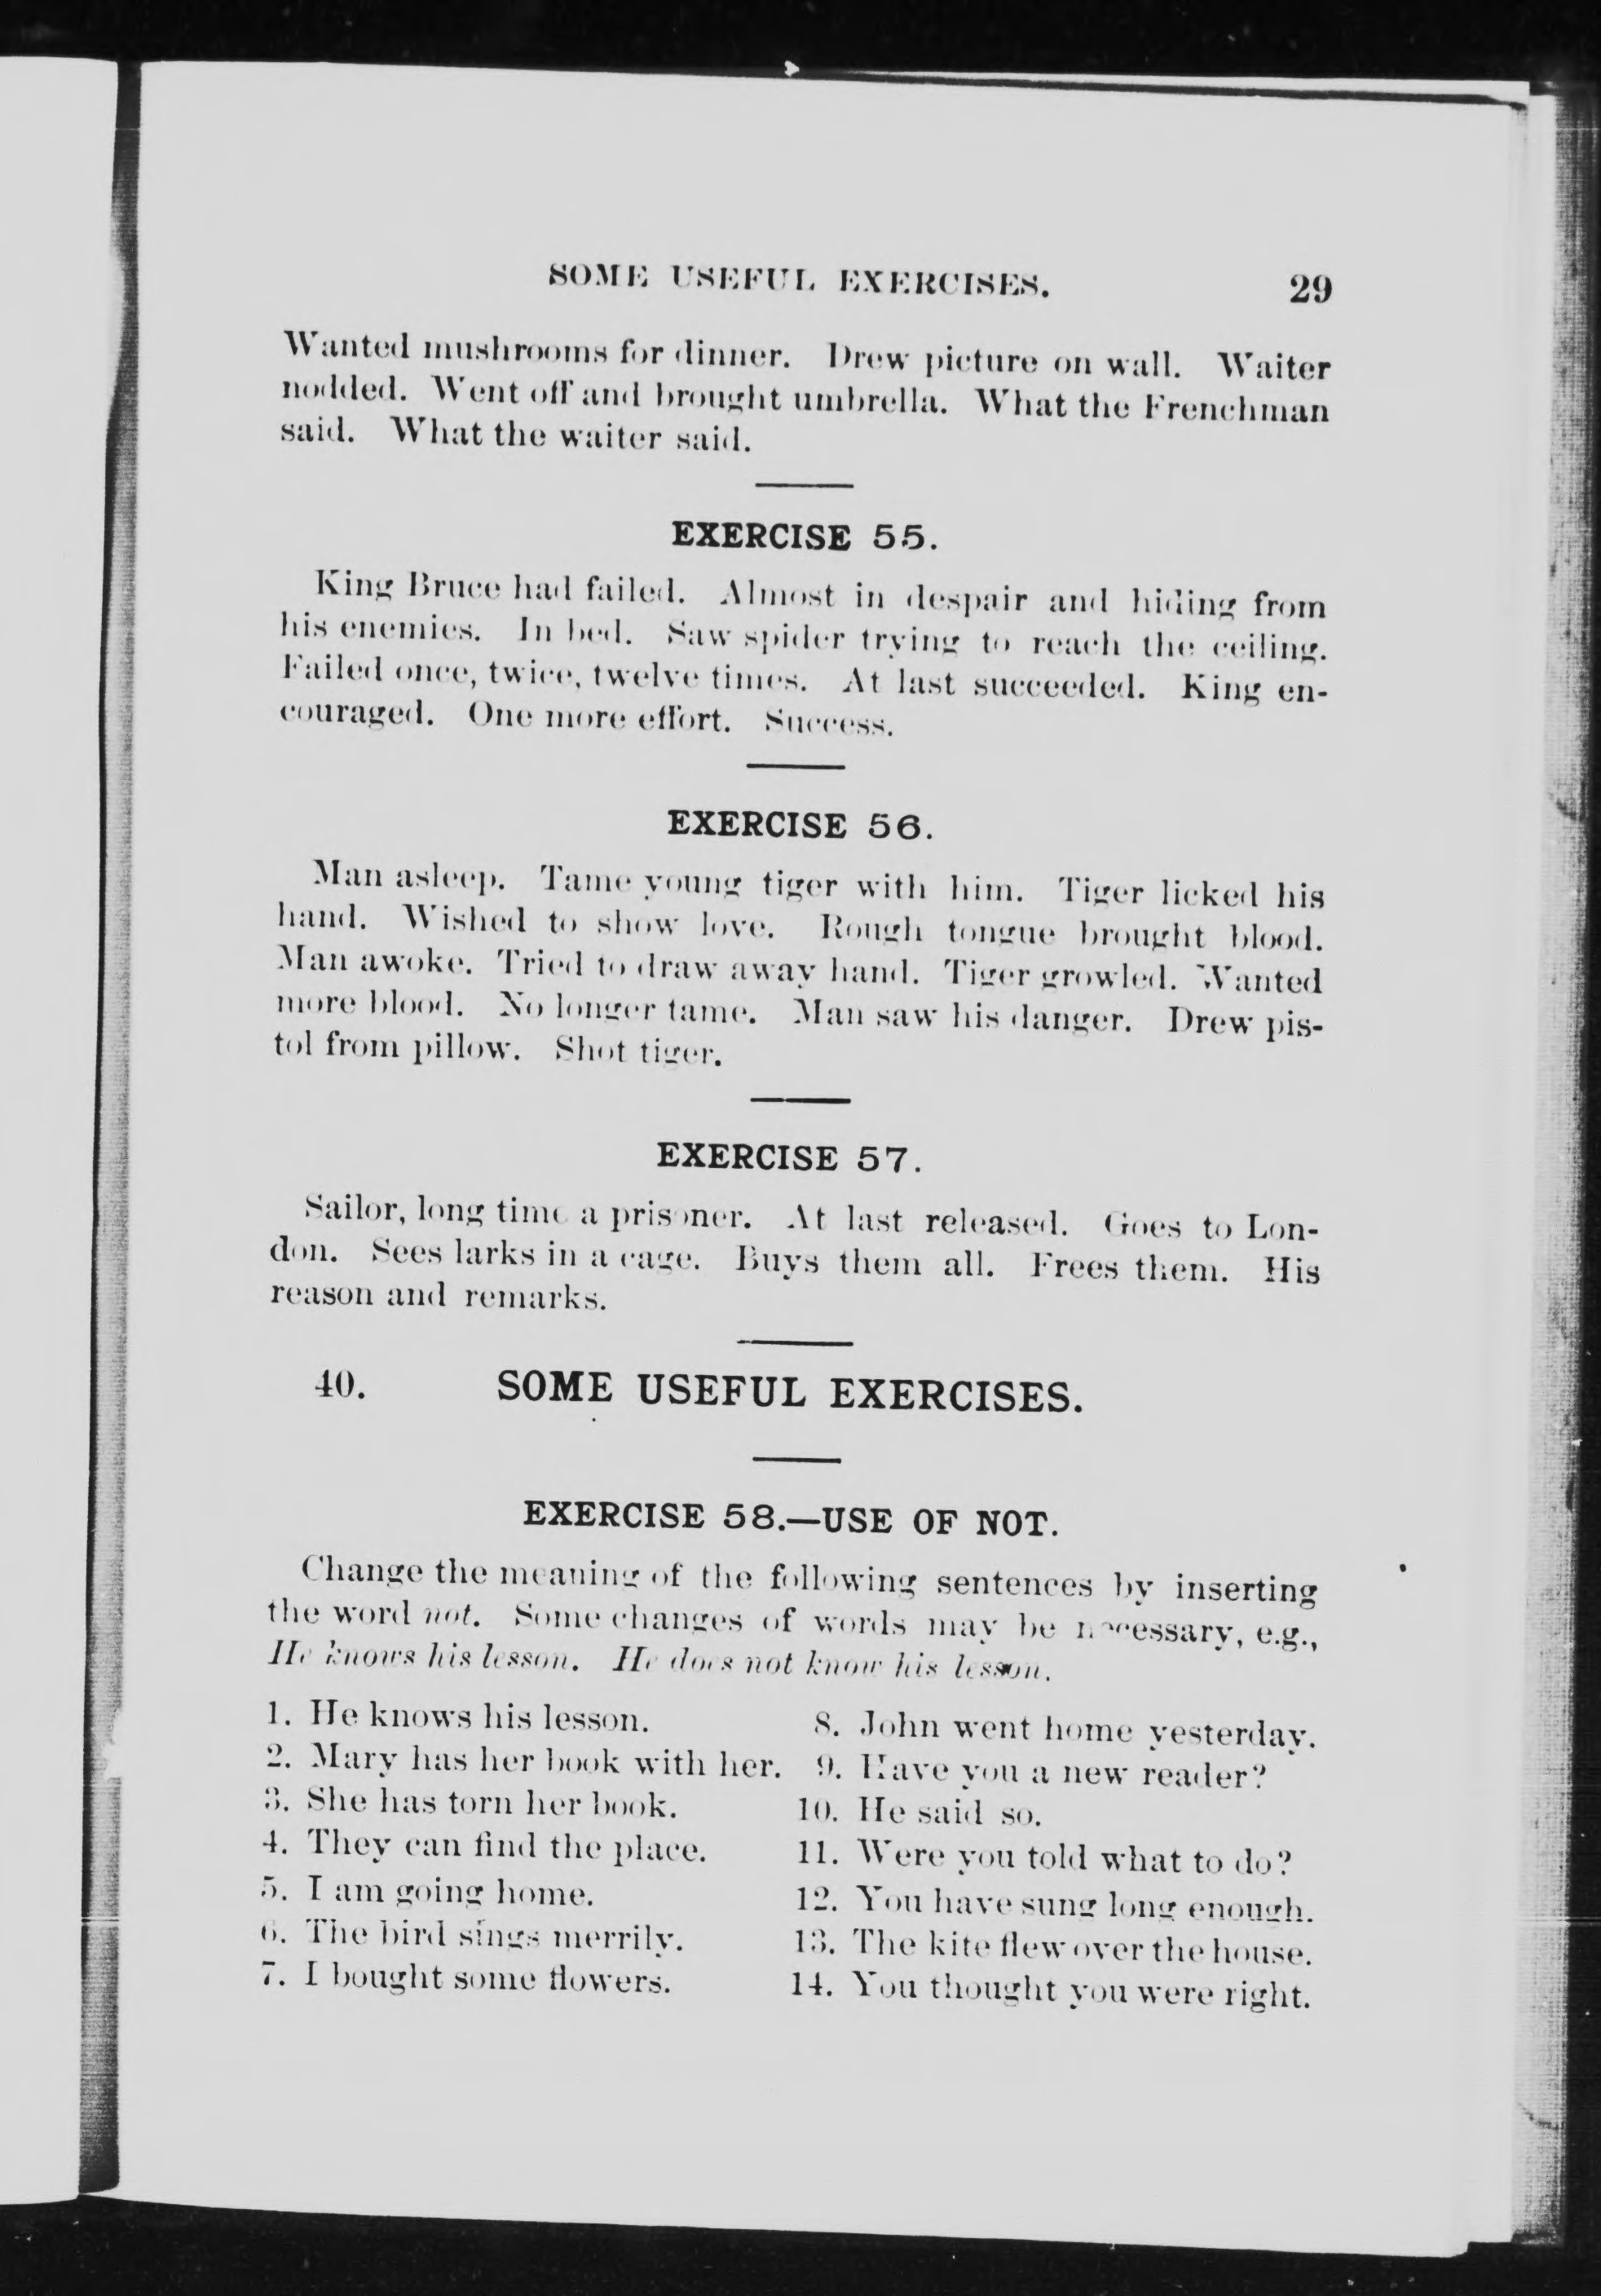 SOME USEFUL EXERCISES. 29
Wanted mushrooms for dinner. Drew picture on wall. Waiter
nodded. Went off and brought umbrella. What the Frenchman
said. What the waiter said.
EXERCISE 55.
King Bruce had failed. Almost in despair and hiding from
his enemies. In bed. Saw spider trying to reach the ceiling.
Failed once, twice, twelve times. At last succeeded. King en-
couraged. One more effort. Success.
EXERCISE 56.
Man asleep. Tame young tiger with him. Tiger licked his
hand. Wished to show love. Rough tongue brought blood.
Man awoke. Tried to draw away hand. Tiger growled. Wanted
more blood. No longer tame. Man saw his danger. Drew pis-
tol from pillow. Shot tiger.
EXERCISE 57.
Sailor, long time a prisoner. At last released. Goes to Lon-
don. Sees larks in a cage. Buys them all. Frees them. His
reason and remarks.
40. SOME USEFUL EXERCISES.
EXERCISE 58.—USE OF NOT.
Change the meaning of the following sentences by inserting
the word not. Some changes of words may be necessary, e.g.,
He knows his lesson. He does not know his lesson.
1. He knows his lesson.
2. Mary has her book with her.
3. She has torn her book.
4. They can find the place.
5. I am going home.
6. The bird sings merrily.
7. I bought some flowers.
8. John went home yesterday.
9. Have you a new reader?
10. He said so.
11. Were you told what to do?
12. You have sung long enough.
13. The kite flew over the house.
14. You thought you were right.